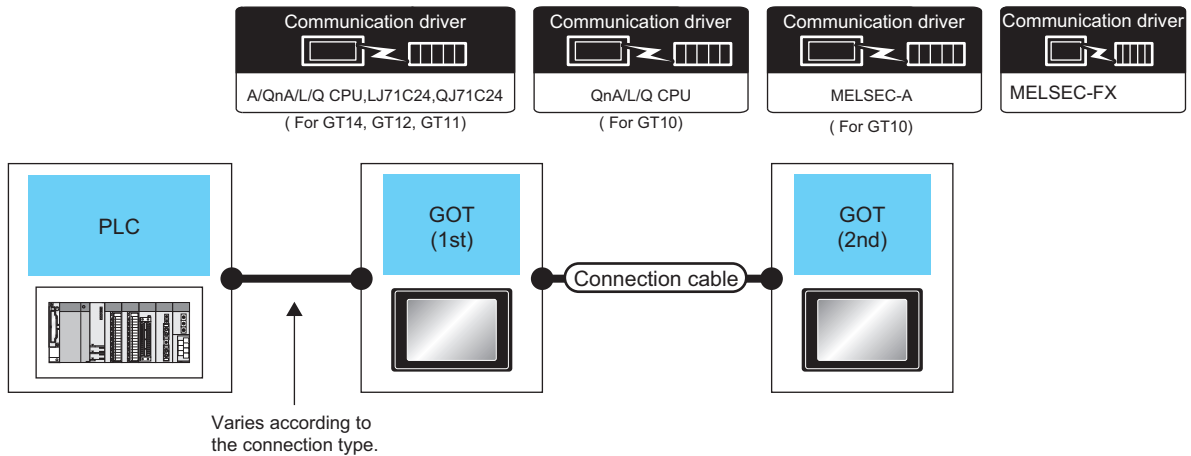 Communication driver
A/QnA/L/Q CPU,LJ71C24,QJ71C24
( For GT14, GT12, GT11)
Communication driver
QnA/L/Q CPU
( For GT10)
Communication driver
MELSEC-A
( For GT10)
Communication driver
MELSEC-FX
PLC
GOT
(1st)
Connection cable
GOT
(2nd)
Varies according to
the connection type.